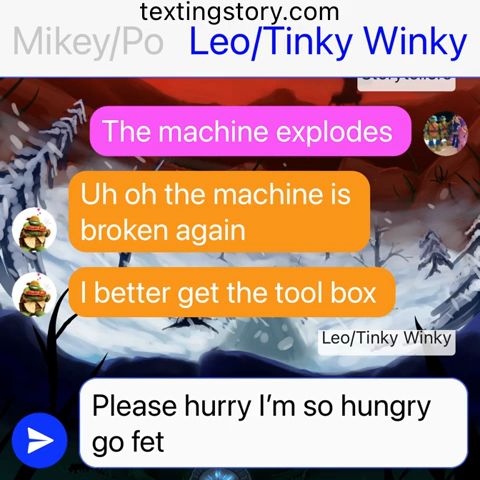 textingstory.com
Mikey/Po Leo/Tinky Winky
Storytellers
The machine explodes
Uh oh the machine is
broken again
I better get the tool box
Leo/Tinky Winky
Please hurry I'm so hungry
go fet